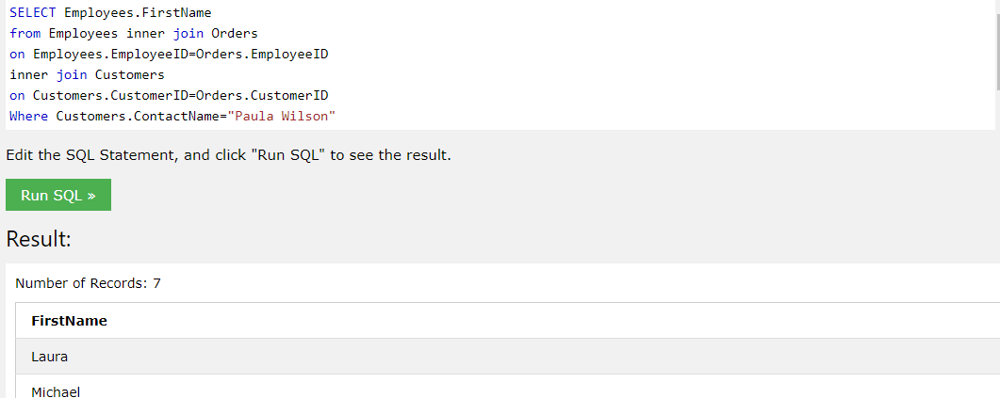 SELECT Employees.FirstName
from Employees inner join Orders
on Employees.EmployeeID=Orders.EmployeeID
inner join Customers
on Customers.CustomerID=Orders.CustomerID
Where Customers.ContactName="Paula Wilson"
Edit the SQL Statement, and click "Run SQL" to see the result.
Run SQL »
Result:
Number of Records: 7
FirstName
Laura
Michael